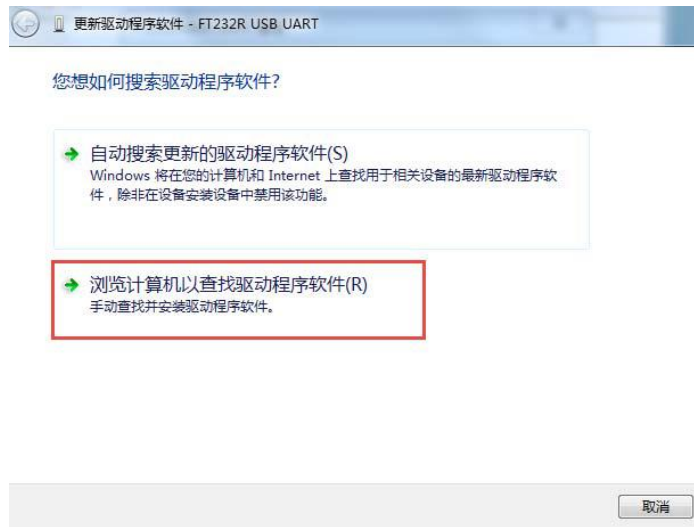 更新驱动程序软件 - FT232R USB UART
您想如何搜索驱动程序软件?
自动搜索更新的驱动程序软件(S)
Windows 将在您的计算机和 Internet 上查找用于相关设备的最新驱动程序软
件，除非在设备安装设备中禁用该功能。
浏览计算机以查找驱动程序软件(R)
手动查找并安装驱动程序软件。
取消